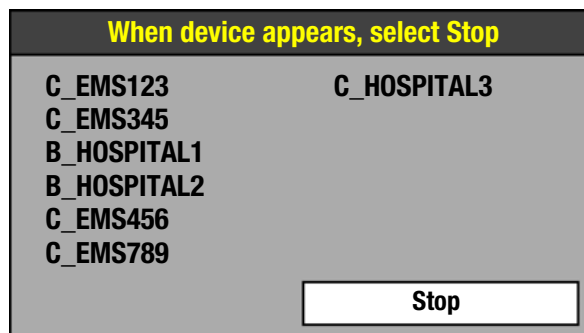 When device appears, select Stop
C_EMS123
C_EMS345
B_HOSPITAL1
B_HOSPITAL2
C_EMS456
C_EMS789
C_HOSPITAL3
Stop